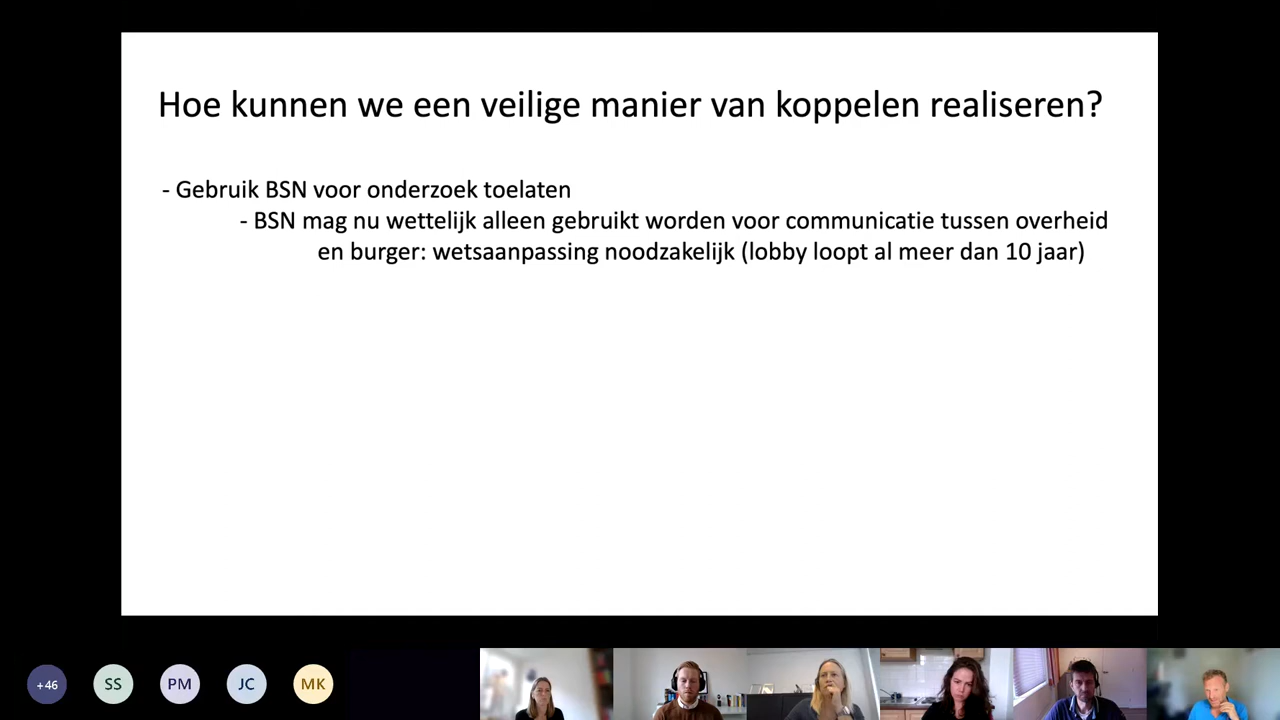 Hoe kunnen we een veilige manier van koppelen realiseren?
- Gebruik BSN voor onderzoek toelaten
- BSN mag nu wettelijk alleen gebruikt worden voor communicatie tussen overheid
en burger: wetsaanpassing noodzakelijk (lobby loopt al meer dan 10 jaar)
+46 SS PM JC MK